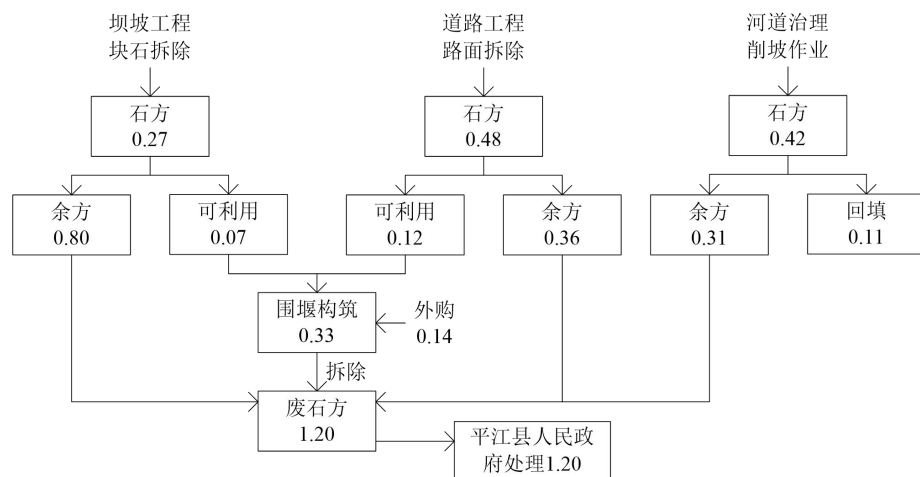 坝坡工程
块石拆除
道路工程
路面拆除
河道治理
削坡作业
石方
0.27
石方
0.48
石方
0.42
余方
0.80
可利用
0.07
可利用
0.12
余方
0.36
余方
0.31
回填
0.11
围堰构筑
0.33
外购
0.14
拆除
废石方
1.20
平江县人民政
府处理1.20